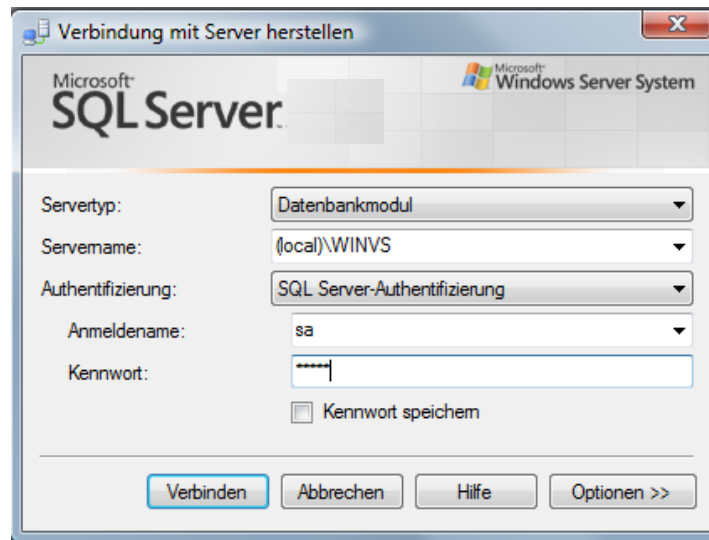 Verbindung mit Server herstellen
Microsoft
SQL Server
Microsoft
Windows Server System
Servertyp: Datenbankmodul
Servername: (local)\WINVS
Authentifizierung: SQL Server-Authentifizierung
Anmeldename: sa
Kennwort: *****
Kennwort speichern
Verbinden Abbrechen Hilfe Optionen >>